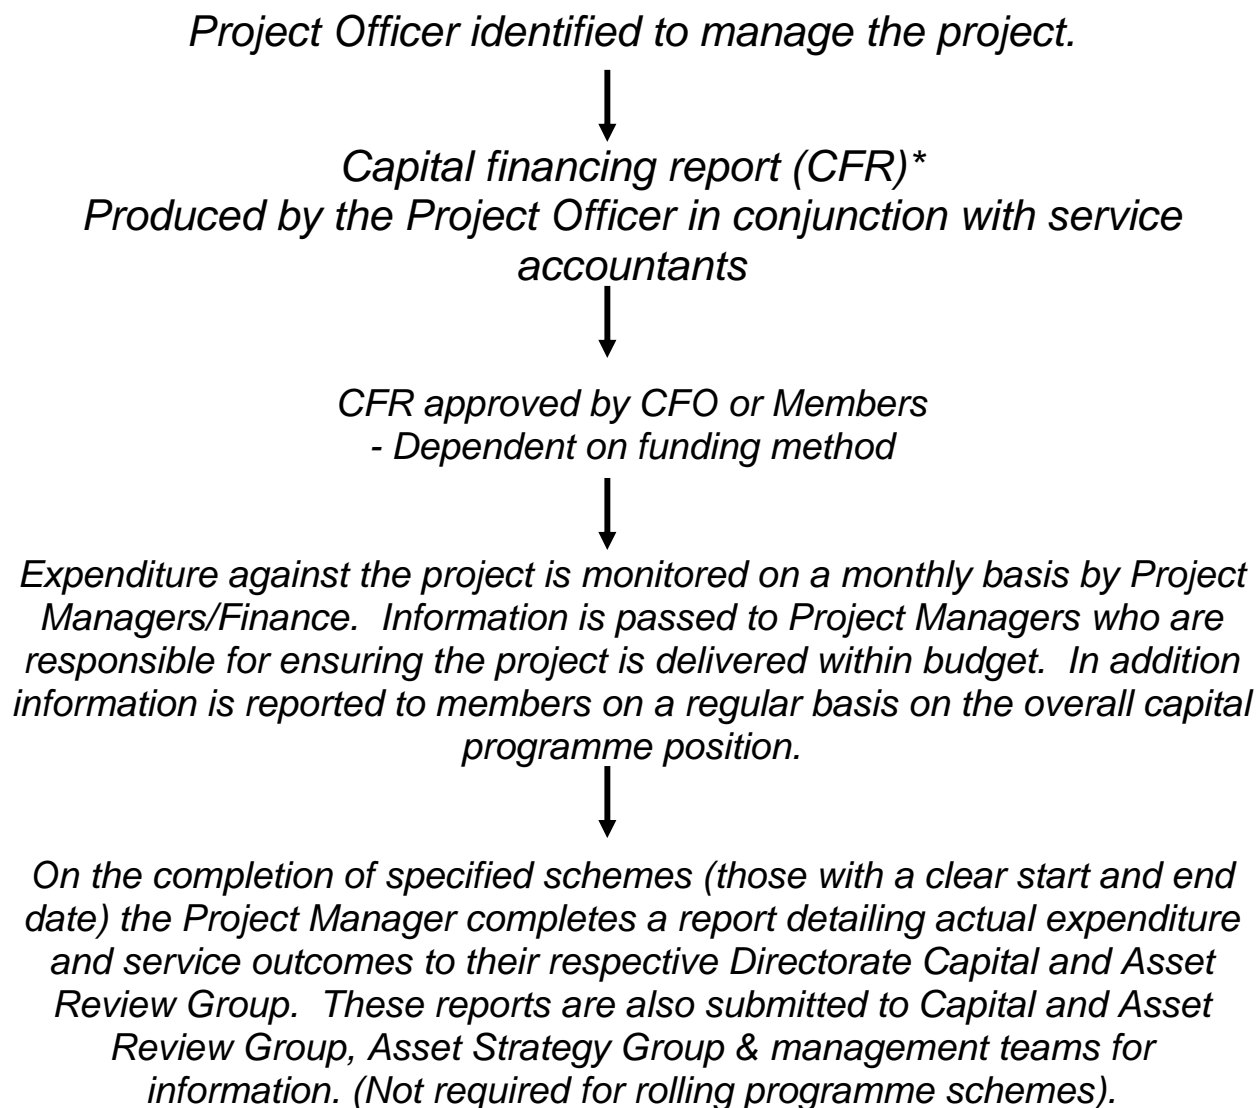 Project Officer identified to manage the project.
Capital financing report (CFR)*
Produced by the Project Officer in conjunction with service
accountants
CFR approved by CFO or Members
- Dependent on funding method
Expenditure against the project is monitored on a monthly basis by Project
Managers/Finance.  Information is passed to Project Managers who are
responsible for ensuring the project is delivered within budget.  In addition
information is reported to members on a regular basis on the overall capital
programme position.
On the completion of specified schemes (those with a clear start and end
date) the Project Manager completes a report detailing actual expenditure
and service outcomes to their respective Directorate Capital and Asset
Review Group.  These reports are also submitted to Capital and Asset
Review Group, Asset Strategy Group & management teams for
information. (Not required for rolling programme schemes).